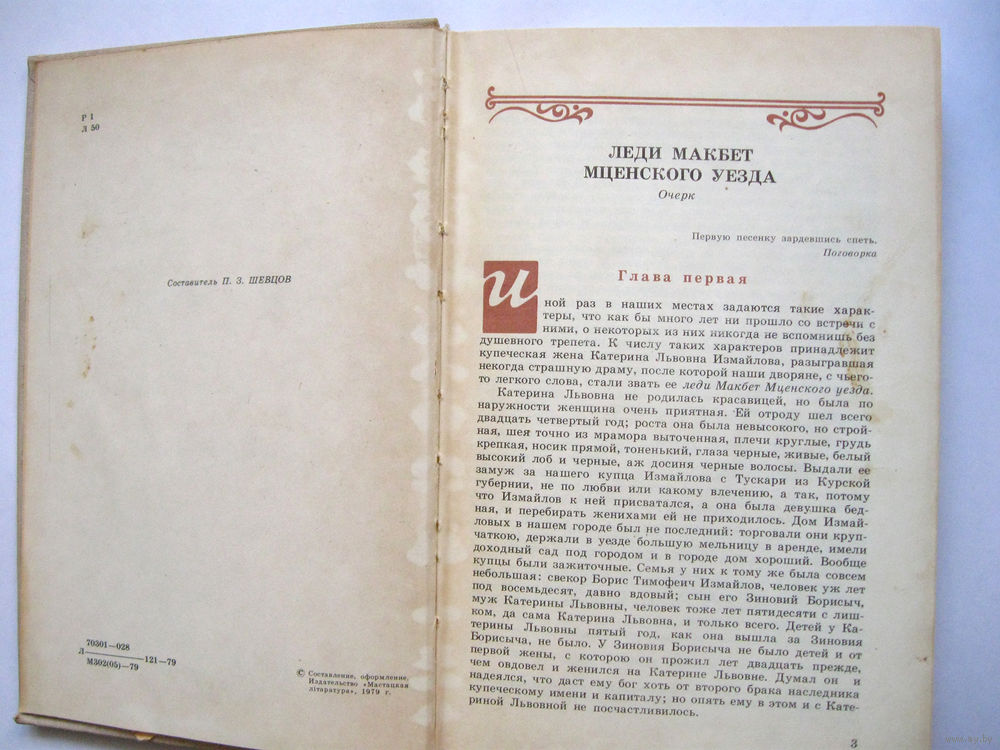 Р 1
Л 50
Составитель П. З. ШЕВЦОВ
70301—028
Л———121—79
М302(05)—79
© Составление, оформление.
Издательство «Мастацкая
літаратура», 1979 г.
ЛЕДИ МАКБЕТ
МЦЕНСКОГО УЕЗДА
Очерк
Первую песенку зардевшись спеть.
Поговорка
Глава первая
Иной раз в наших местах задаются такие харак-
теры, что как бы много лет ни прошло со встречи с
ними, о некоторых из них никогда не вспомнишь без
душевного трепета. К числу таких характеров принадлежит
купеческая жена Катерина Львовна Измайлова, разыгравшая
некогда страшную драму, после которой наши дворяне, с чьего-
то легкого слова, стали звать ее леди Макбет Мценского уезда.
Катерина Львовна не родилась красавицей, но была по
наружности женщина очень приятная. Ей отроду шел всего
двадцать четвертый год; роста она была невысокого, но строй-
ная, шея точно из мрамора выточенная, плечи круглые, грудь
крепкая, носик прямой, тоненький, глаза черные, живые, белый
высокий лоб и черные, аж досиня черные волосы. Выдали ее
замуж за нашего купца Измайлова с Тускари из Курской
губернии, не по любви или какому влечению, а так, потому
что Измайлов к ней присватался, а она была девушка бед-
ная, и перебирать женихами ей не приходилось. Дом Измай-
ловых в нашем городе был не последний: торговали они круп-
чаткою, держали в уезде большую мельницу в аренде, имели
доходный сад под городом и в городе дом хороший. Вообще
купцы были зажиточные. Семья у них к тому же была совсем
небольшая: свекор Борис Тимофеич Измайлов, человек уж лет
под восемьдесят, давно вдовый; сын его Зиновий Борисыч,
муж Катерины Львовны, человек тоже лет пятидесяти с лиш-
ком, да сама Катерина Львовна, и только всего. Детей у Ка-
терины Львовны пятый год, как она вышла за Зиновия
Борисыча, не было. У Зиновия Борисыча не было детей и от
первой жены, с которою он прожил лет двадцать прежде,
чем овдовел и женился на Катерине Львовне. Думал он и
надеялся, что даст ему бог хоть от второго брака наследника
купеческому имени и капиталу; но опять ему в этом и с Кате-
риной Львовной не посчастливилось.
3
www.ay.by